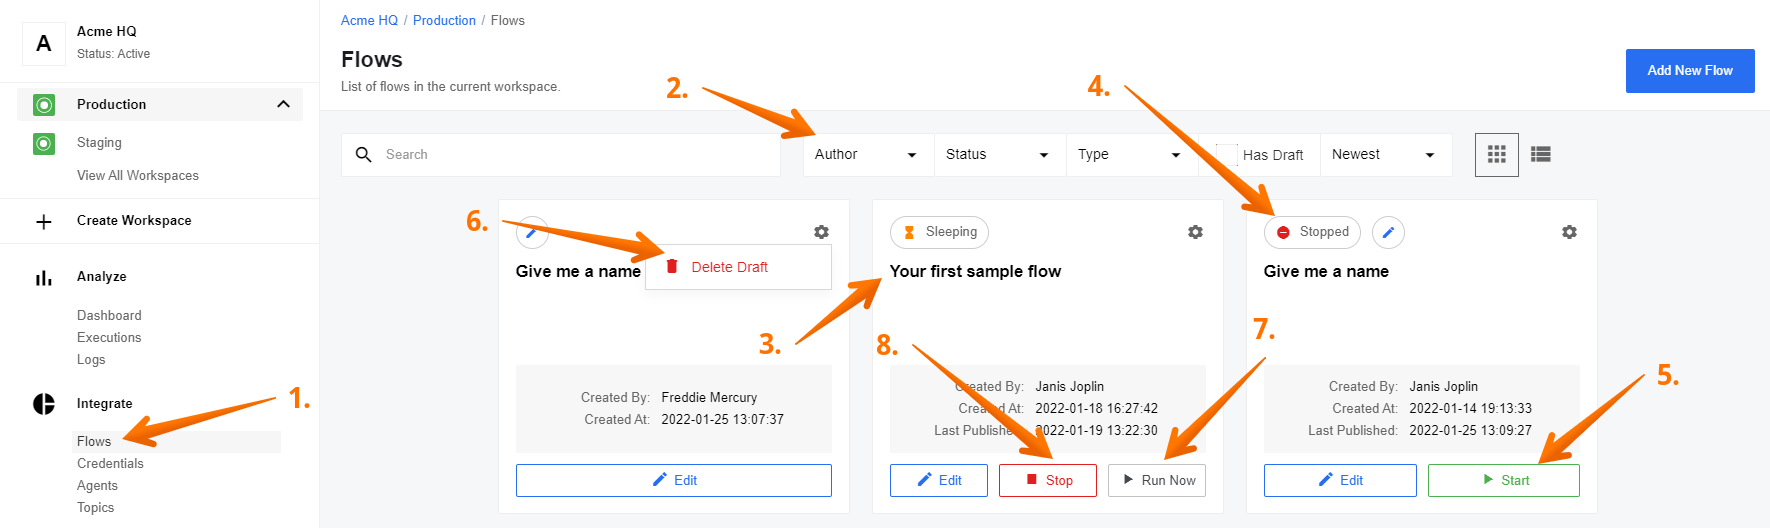 A
Acme HQ
Status: Active
Production
Staging
View All Workspaces
Create Workspace
Analyze
Dashboard
Executions
Logs
Integrate
Flows
Credentials
Agents
Topics
1.
Acme HQ / Production / Flows
Flows
List of flows in the current workspace.
Add New Flow
2.
4.
Search
Author
Status
Type
Has Draft
Newest
6.
Delete Draft
Give me a name
Created By: Freddie Mercury
Created At: 2022-01-25 13:07:37
Edit
Sleeping
Your first sample flow
3.
8.
7.
Created By: Janis Joplin
Created At: 2022-01-18 16:27:42
Last Published: 2022-01-19 13:22:30
Edit
Stop
Run Now
Stopped
Give me a name
5.
Created By: Janis Joplin
Created At: 2022-01-14 19:13:33
Last Published: 2022-01-25 13:09:27
Edit
Start